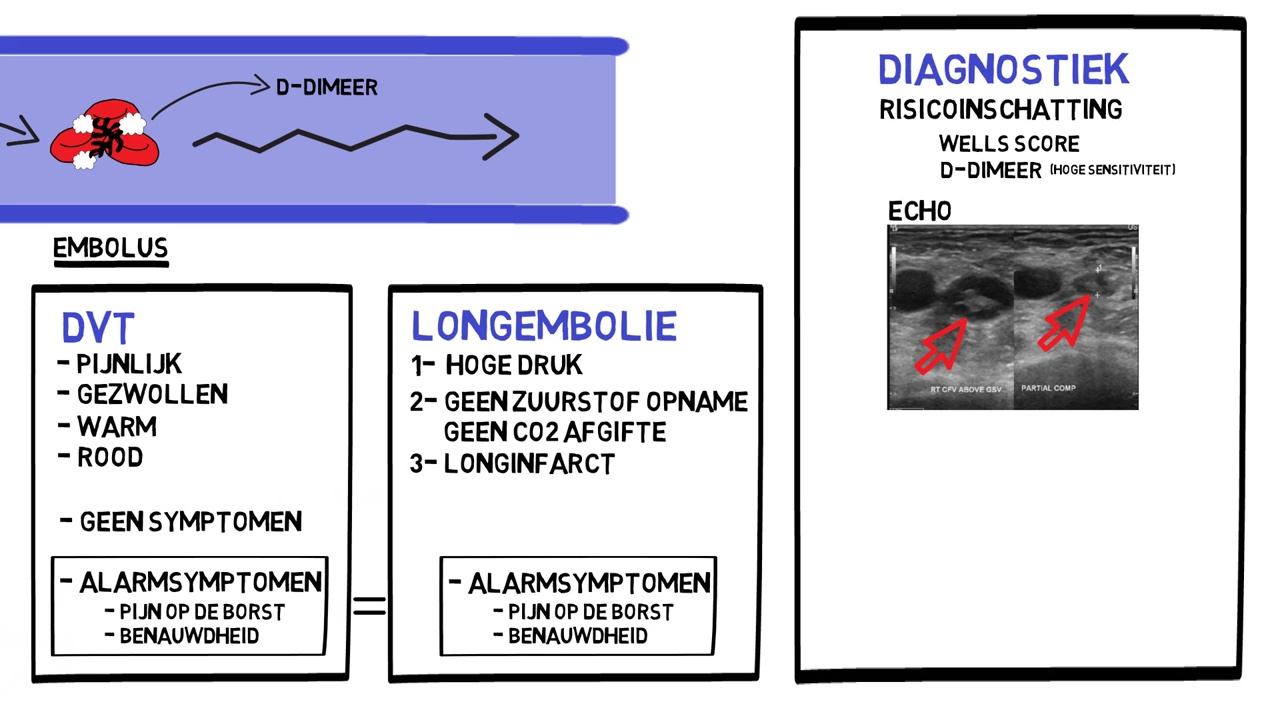 D-DIMEER
EMBOLUS
DVT
- PIJNLIJK
- GEZWOLLEN
- WARM
- ROOD
- GEEN SYMPTOMEN
- ALARMSYMPTOMEN
- PIJN OP DE BORST
- BENAUWDHEID
=
LONGEMBOLIE
1- HOGE DRUK
2- GEEN ZUURSTOF OPNAME
GEEN CO2 AFGIFTE
3- LONGINFARCT
- ALARMSYMPTOMEN
- PIJN OP DE BORST
- BENAUWDHEID
DIAGNOSTIEK
RISICOINSCHATTING
WELLS SCORE
D-DIMEER (HOGE SENSITIVITEIT)
ECHO
RT CFV ABOVE GSV
PARTIAL COMP